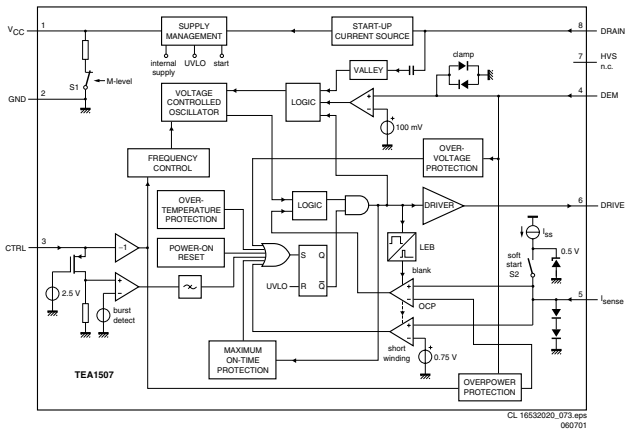 VCC 1
SUPPLY
MANAGEMENT
START-UP
CURRENT SOURCE
8 DRAIN
internal
supply
UVLO
start
clamp
7 HVS
n.c.
S1
M-level
VALLEY
GND 2
VOLTAGE
CONTROLLED
OSCILLATOR
LOGIC
+
−
100 mV
4 DEM
OVER-
VOLTAGE
PROTECTION
FREQUENCY
CONTROL
OVER-
TEMPERATURE
PROTECTION
LOGIC
DRIVER
6 DRIVE
CTRL 3
−1
POWER-ON
RESET
S Q
R Q
UVLO
LEB
blank
Iss
soft
start
S2
0.5 V
2.5 V
burst
detect
+
−
+
−
OCP
5 Isense
+
−
short
winding
0.75 V
MAXIMUM
ON-TIME
PROTECTION
OVERPOWER
PROTECTION
TEA1507
CL 16532020_073.eps
060701